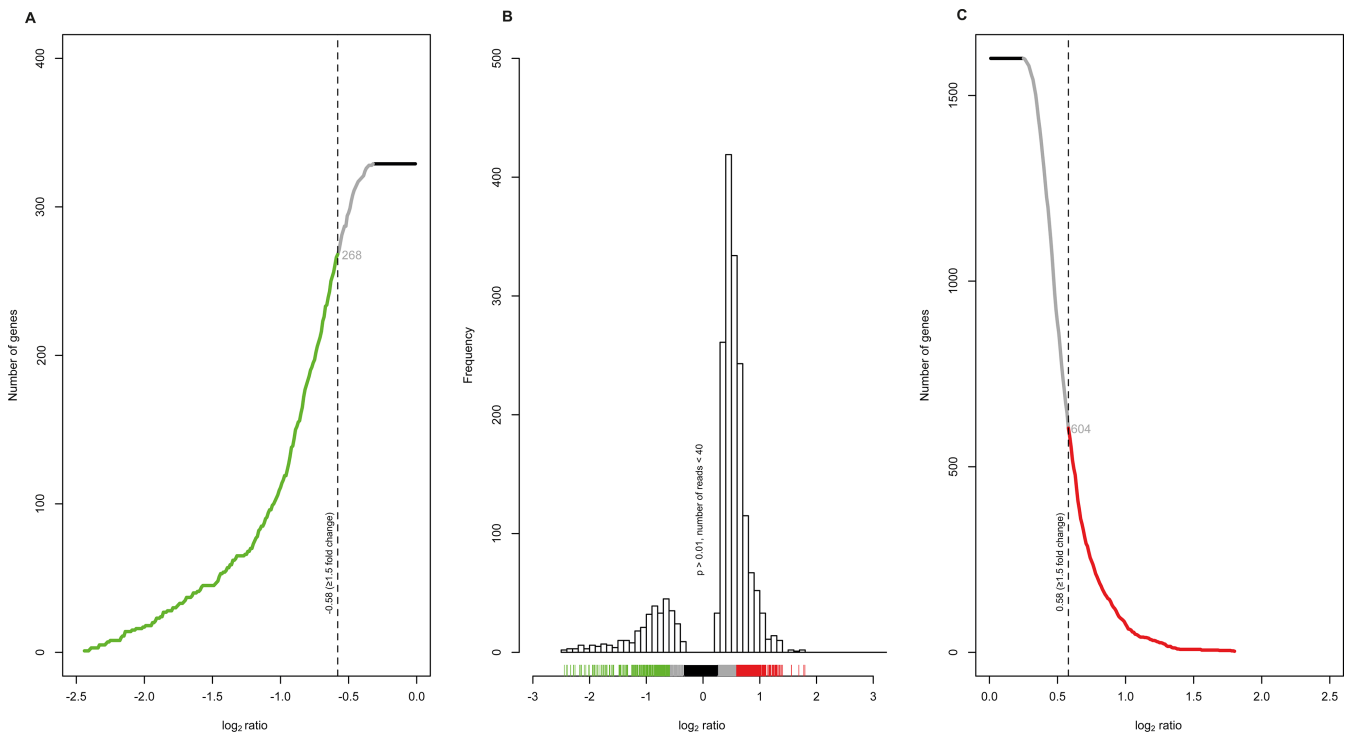 A
400
300
200
100
0
Number of genes
268
-0.58 (≥1.5 fold change)
-2.5 -2.0 -1.5 -1.0 -0.5 0.0
log2 ratio
B
500
400
300
200
100
0
Frequency
p > 0.01, number of reads < 40
-3 -2 -1 0 1 2 3
log2 ratio
C
1500
1000
500
0
Number of genes
604
0.58 (≥1.5 fold change)
0.0 0.5 1.0 1.5 2.0 2.5
log2 ratio